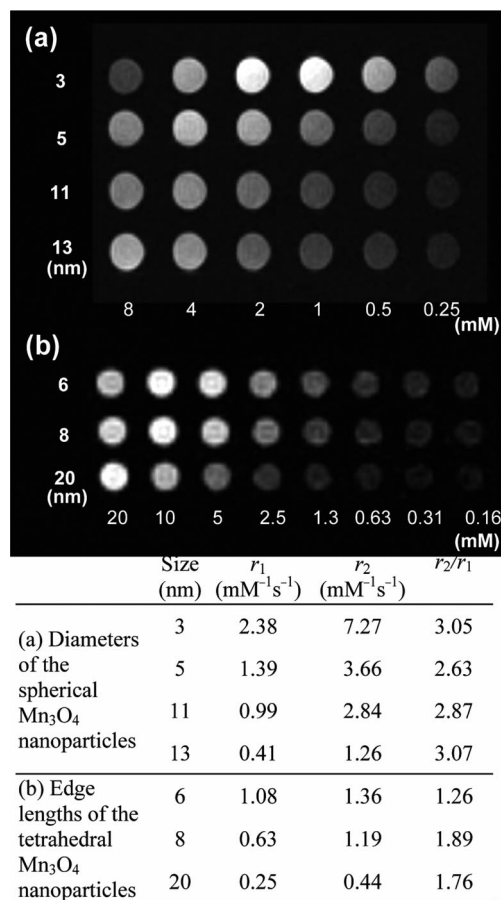 (a)
3
5
11
13
(nm)
8 4 2 1 0.5 0.25
(mM)
(b)
6
8
20
(nm)
20 10 5 2.5 1.3 0.63 0.31 0.16
(mM)
Size r₁ r₂ r₂/r₁
(nm) (mM⁻¹s⁻¹) (mM⁻¹s⁻¹)
(a) Diameters
of the
spherical
Mn₃O₄
nanoparticles
3 2.38 7.27 3.05
5 1.39 3.66 2.63
11 0.99 2.84 2.87
13 0.41 1.26 3.07
(b) Edge
lengths of the
tetrahedral
Mn₃O₄
nanoparticles
6 1.08 1.36 1.26
8 0.63 1.19 1.89
20 0.25 0.44 1.76